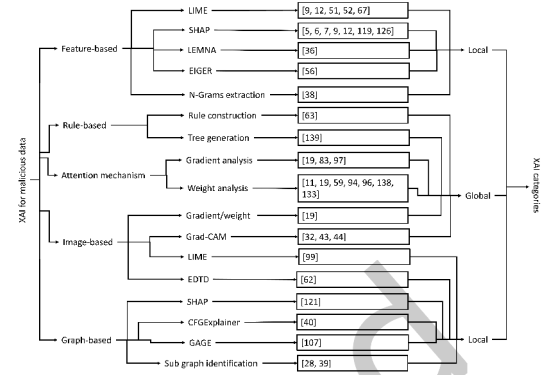 LIME [9, 12, 51, 52, 67]
SHAP [5, 6, 7, 9, 12, 119, 126]
Feature-based LEMNA [36] Local
EIGER [56]
N-Grams extraction [38]
Rule construction [63]
Rule-based
Tree generation [139]
Gradient analysis [19, 83, 97]
Attention mechanism
Weight analysis [11, 19, 59, 94, 96, 138, 133]
Global
XAI for malicious data
XAI categories
Gradient/weight [19]
Image-based Grad-CAM [32, 43, 44]
LIME [99]
EDTD [62]
SHAP [121]
CFGExplainer [40]
Graph-based GAGE [107] Local
Sub graph identification [28, 39]